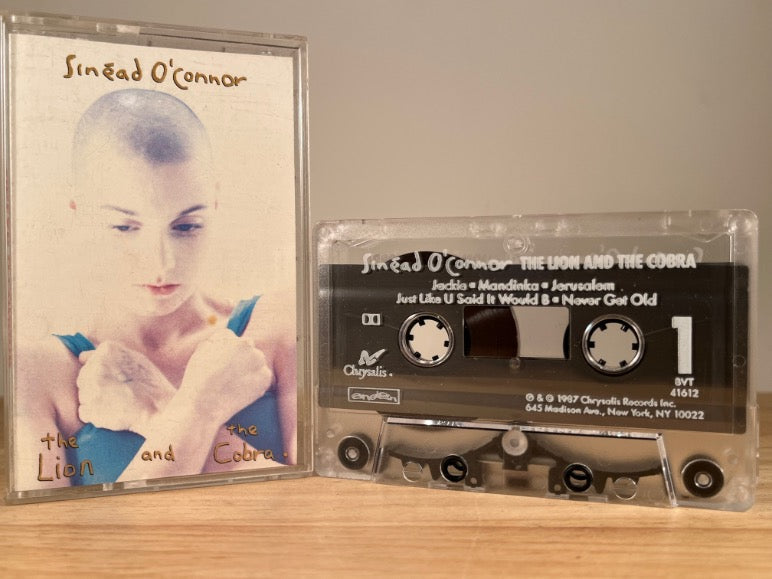 Sinéad O'Connor
the Lion and the Cobra.
Sinéad O'Connor THE LION AND THE COBRA
Jackie • Mandinka • Jerusalem
Just Like U Said It Would B • Never Get Old
1
BVT
41612
Chrysalis.
ensign
℗ & © 1987 Chrysalis Records Inc.
645 Madison Ave., New York, NY 10022